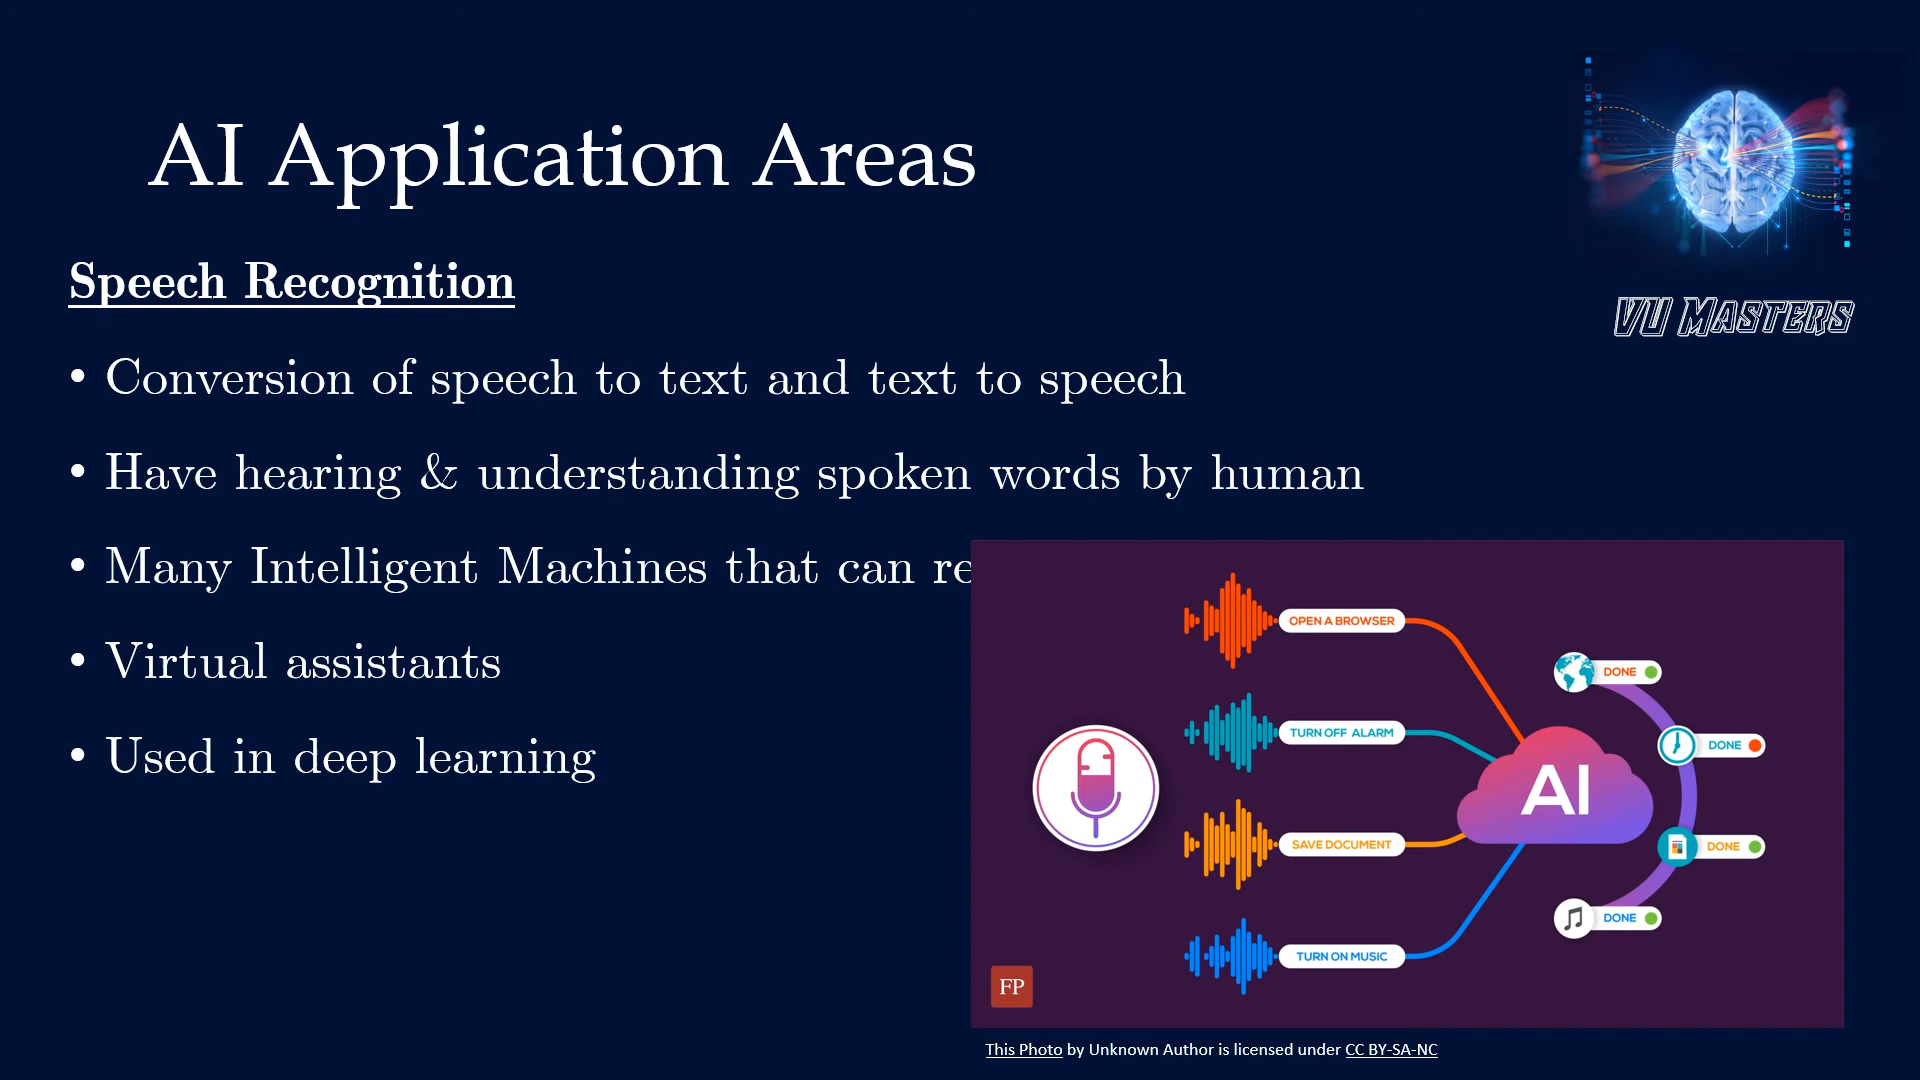 AI Application Areas
VU Masters
Speech Recognition
• Conversion of speech to text and text to speech
• Have hearing & understanding spoken words by human
• Many Intelligent Machines that can re
• Virtual assistants
• Used in deep learning
OPEN A BROWSER
DONE
TURN OFF ALARM
DONE
AI
SAVE DOCUMENT
DONE
DONE
TURN ON MUSIC
FP
This Photo by Unknown Author is licensed under CC BY-SA-NC